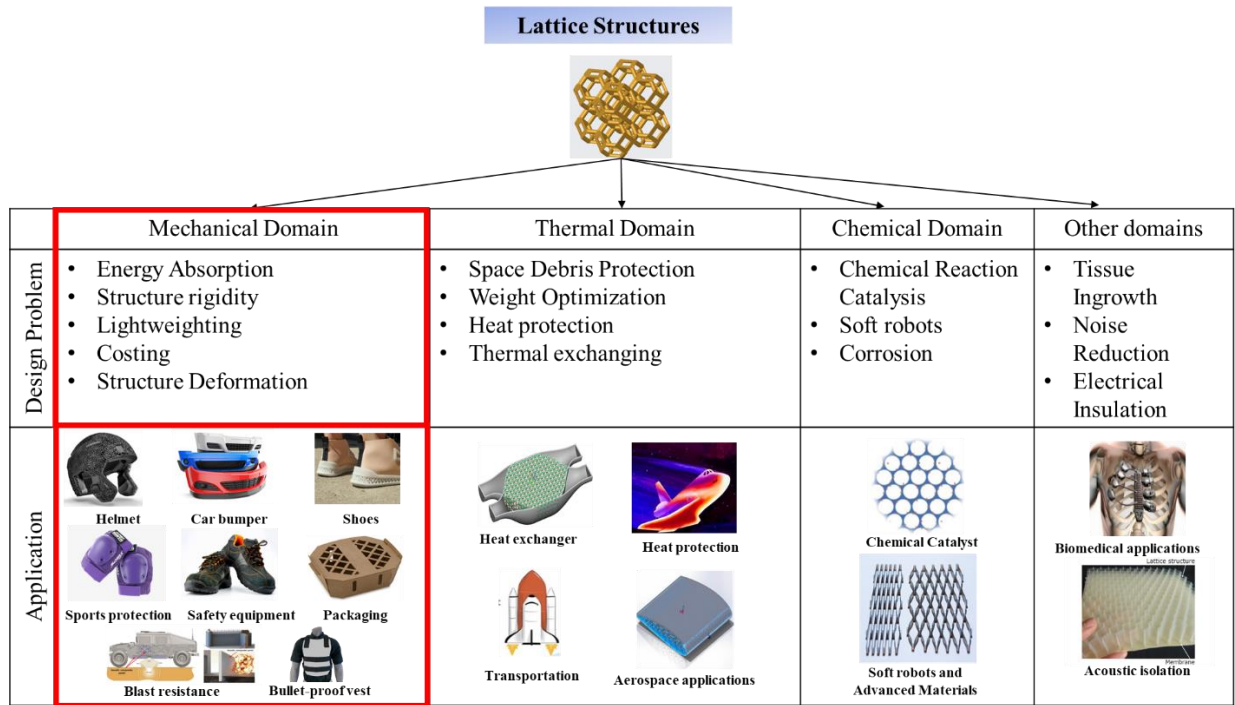 Lattice Structures
Mechanical Domain
Thermal Domain
Chemical Domain
Other domains
Design Problem
• Energy Absorption
• Structure rigidity
• Lightweighting
• Costing
• Structure Deformation
• Space Debris Protection
• Weight Optimization
• Heat protection
• Thermal exchanging
• Chemical Reaction
Catalysis
• Soft robots
• Corrosion
• Tissue
Ingrowth
• Noise
Reduction
• Electrical
Insulation
Application
Helmet
Car bumper
Shoes
Sports protection
Safety equipment
Packaging
Blast resistance
Bullet-proof vest
Heat exchanger
Heat protection
Transportation
Aerospace applications
Chemical Catalyst
Soft robots and
Advanced Materials
Biomedical applications
Lattice structure
Membrane
Acoustic isolation